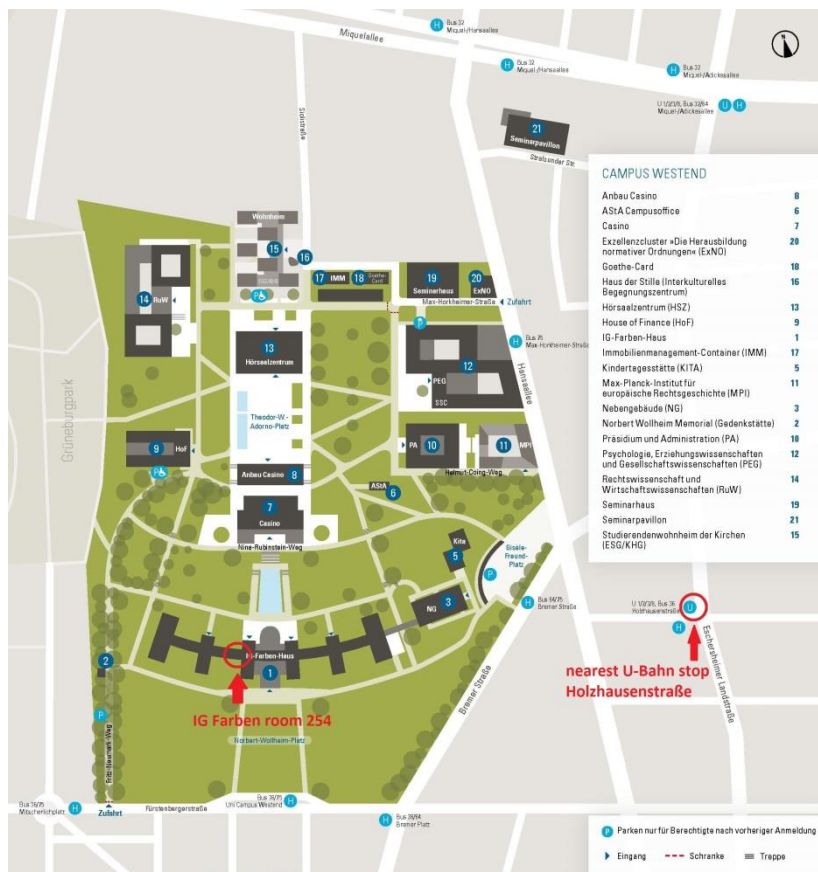 Bus 32
Miquel-/Hansaallee
Miquelallee
Bus 32
Miquel-/Hansaallee
Bus 32
Miquel-/Adickesallee
U 1/2/3/8, Bus 32/64
Miquel-/Adickesallee
U H
N
Siolistraße
21
Seminarpavillon
Stralsunder Str.
CAMPUS WESTEND
Anbau Casino 8
AStA Campusoffice 6
Casino 7
Exzellenzcluster »Die Herausbildung 20
normativer Ordnungen« (ExNO)
Goethe-Card 18
Haus der Stille (Interkulturelles 16
Begegnungszentrum)
Hörsaalzentrum (HSZ) 13
House of Finance (HoF) 9
IG-Farben-Haus 1
Immobilienmanagement-Container (IMM) 17
Kindertagesstätte (KITA) 5
Max-Planck-Institut für 11
europäische Rechtsgeschichte (MPI)
Nebengebäude (NG) 3
Norbert Wollheim Memorial (Gedenkstätte) 2
Präsidium und Administration (PA) 10
Psychologie, Erziehungswissenschaften 12
und Gesellschaftswissenschaften (PEG)
Rechtswissenschaft und 14
Wirtschaftswissenschaften (RuW)
Seminarhaus 19
Seminarpavillon 21
Studierendenwohnheim der Kirchen 15
(ESG/KHG)
Wohnheim
15
16
ESG/KHG
17 IMM 18 Goethe-Card
19
Seminarhaus
20
ExNO
Max-Horkheimer-Straße
Zufahrt
14 RuW
P
P
H
Bus 75
Max-Horkheimer-Straße
Hansaallee
13
Hörsaalzentrum
12
PEG
SSC
Grüneburgpark
Theodor-W.-
Adorno-Platz
9 HoF
P
PA 10
11 MPI
Helmut-Coing-Weg
Anbau Casino 8
AStA
6
7
Casino
Nina-Rubinstein-Weg
Kita
5
Gisèle-
Freund-
Platz
P
NG 3
H
Bus 64/75
Bremer Straße
U 1/2/3/8, Bus 36
Holzhausenstraße
U
H
Eschersheimer Landstraße
nearest U-Bahn stop
Holzhausenstraße
IG-Farben-Haus
1
2
IG Farben room 254
Bremer Straße
P
Fritz-Neumark-Weg
Norbert-Wollheim-Platz
Bus 36/75
Mitscherlichplatz
H
Zufahrt
Fürstenbergerstraße
Bus 36/75
Uni Campus Westend
H
H
Bus 36/64
Bremer Platz
P Parken nur für Berechtigte nach vorheriger Anmeldung
Eingang Schranke Treppe